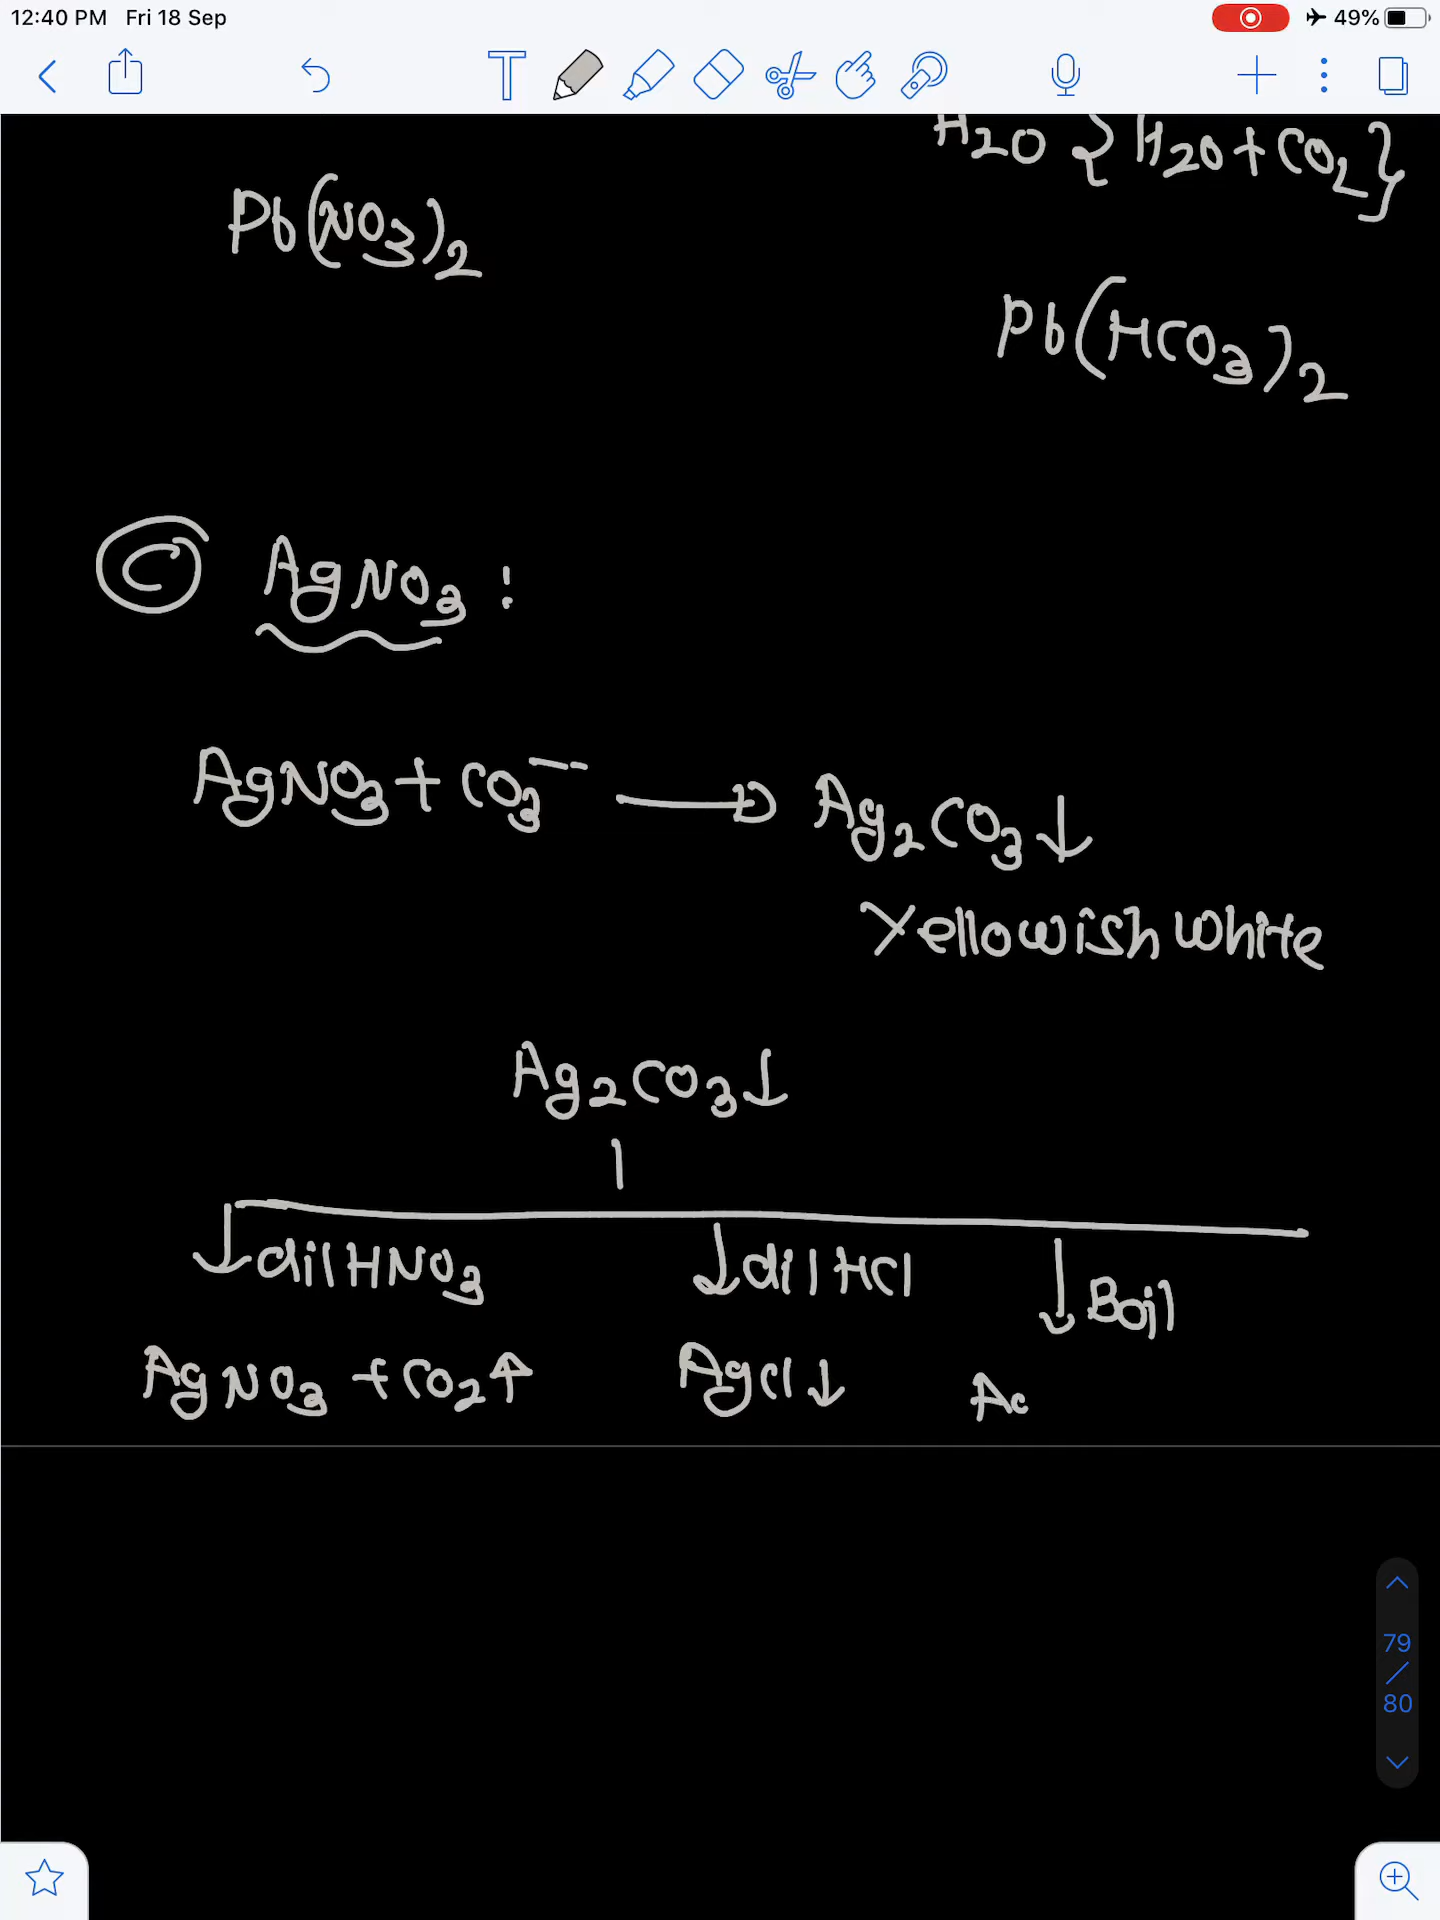 12:40 PM Fri 18 Sep 49%
T
H2O { H2O + CO2 }
Pb(NO3)2
Pb(HCO3)2
C AgNO3 :
AgNO3 + CO3-- → Ag2CO3↓
Yellowish white
Ag2CO3↓
↓ dil HNO3 ↓ dil HCl ↓ Boil
AgNO3 + CO2↑ AgCl↓ Ac
79
/
80